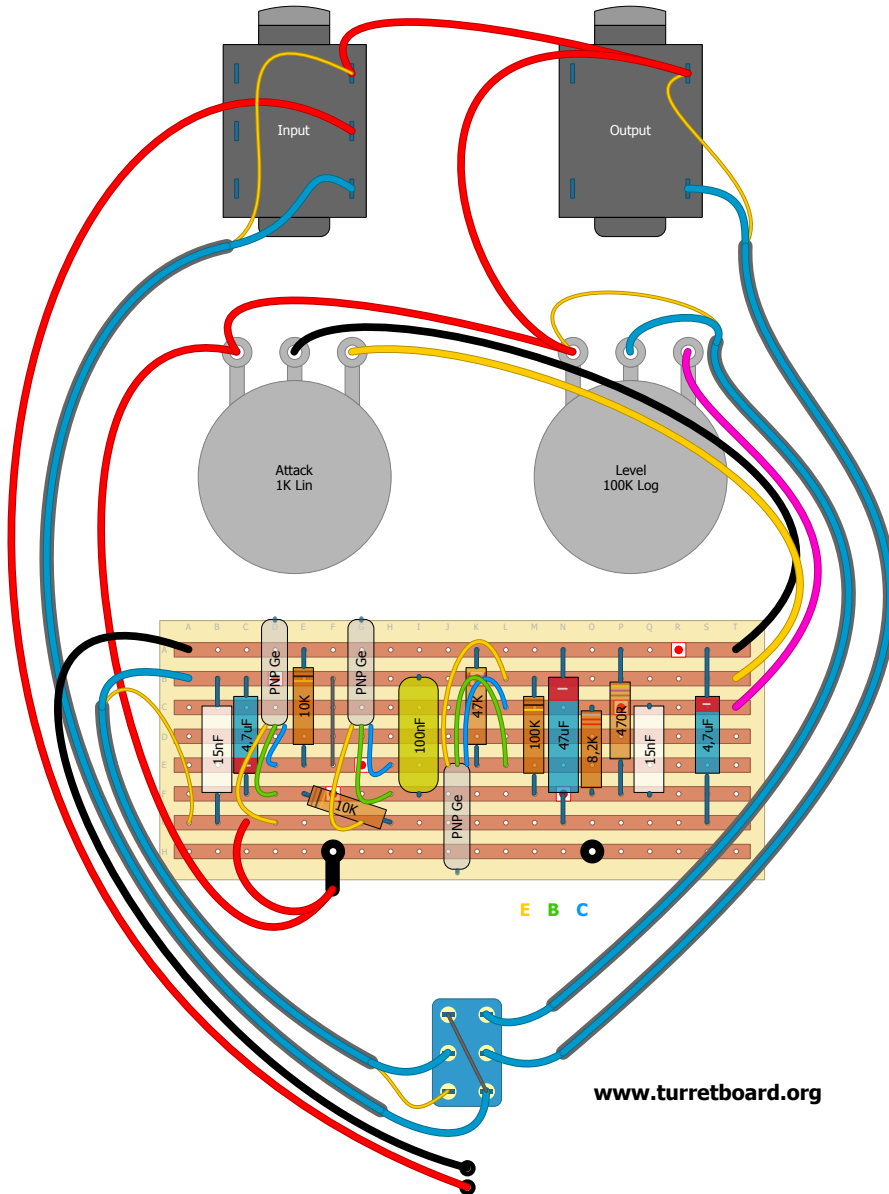 Input
Output
Attack
1K Lin
Level
100K Log
A B C D E F G H I J K L M N O P Q R S T
A
B
C
D
E
F
H
PNP Ge
PNP Ge
10K
47K
15nF
4,7uF
100nF
100K
47uF
8,2K
470R
15nF
4,7uF
10K
PNP Ge
E B C
www.turretboard.org